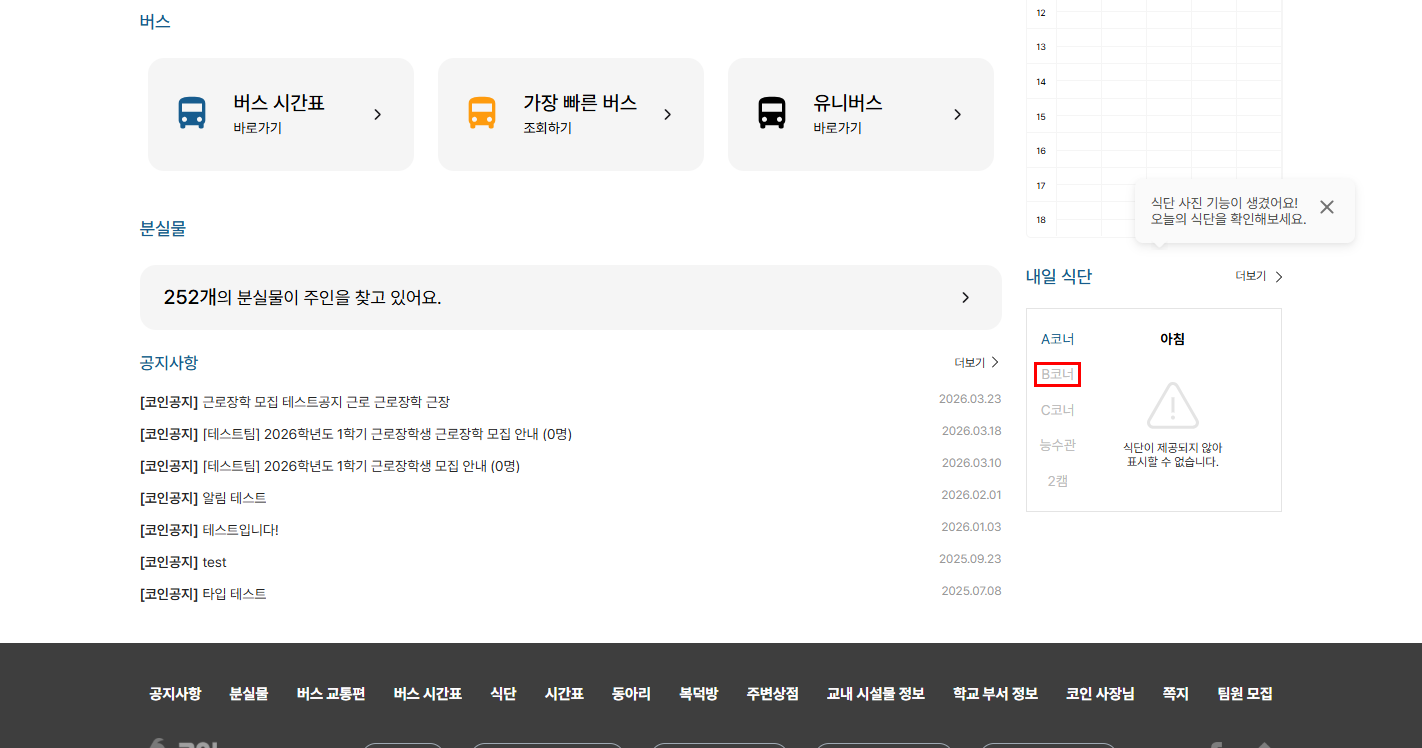 버스
버스 시간표
바로가기
가장 빠른 버스
조회하기
유니버스
바로가기
분실물
252개의 분실물이 주인을 찾고 있어요.
공지사항
더보기
[코인공지] 근로장학 모집 테스트공지 근로 근로장학 근장
2026.03.23
[코인공지] [테스트팀] 2026학년도 1학기 근로장학생 근로장학 모집 안내 (0명)
2026.03.18
[코인공지] [테스트팀] 2026학년도 1학기 근로장학생 모집 안내 (0명)
2026.03.10
[코인공지] 알림 테스트
2026.02.01
[코인공지] 테스트입니다!
2026.01.03
[코인공지] test
2025.09.23
[코인공지] 타입 테스트
2025.07.08
12
13
14
15
16
17
18
식단 사진 기능이 생겼어요!
오늘의 식단을 확인해보세요.
내일 식단
더보기
A코너
B코너
C코너
능수관
2캠
아침
식단이 제공되지 않아
표시할 수 없습니다.
공지사항 분실물 버스 교통편 버스 시간표 식단 시간표 동아리 복덕방 주변상점 교내 시설물 정보 학교 부서 정보 코인 사장님 쪽지 팀원 모집